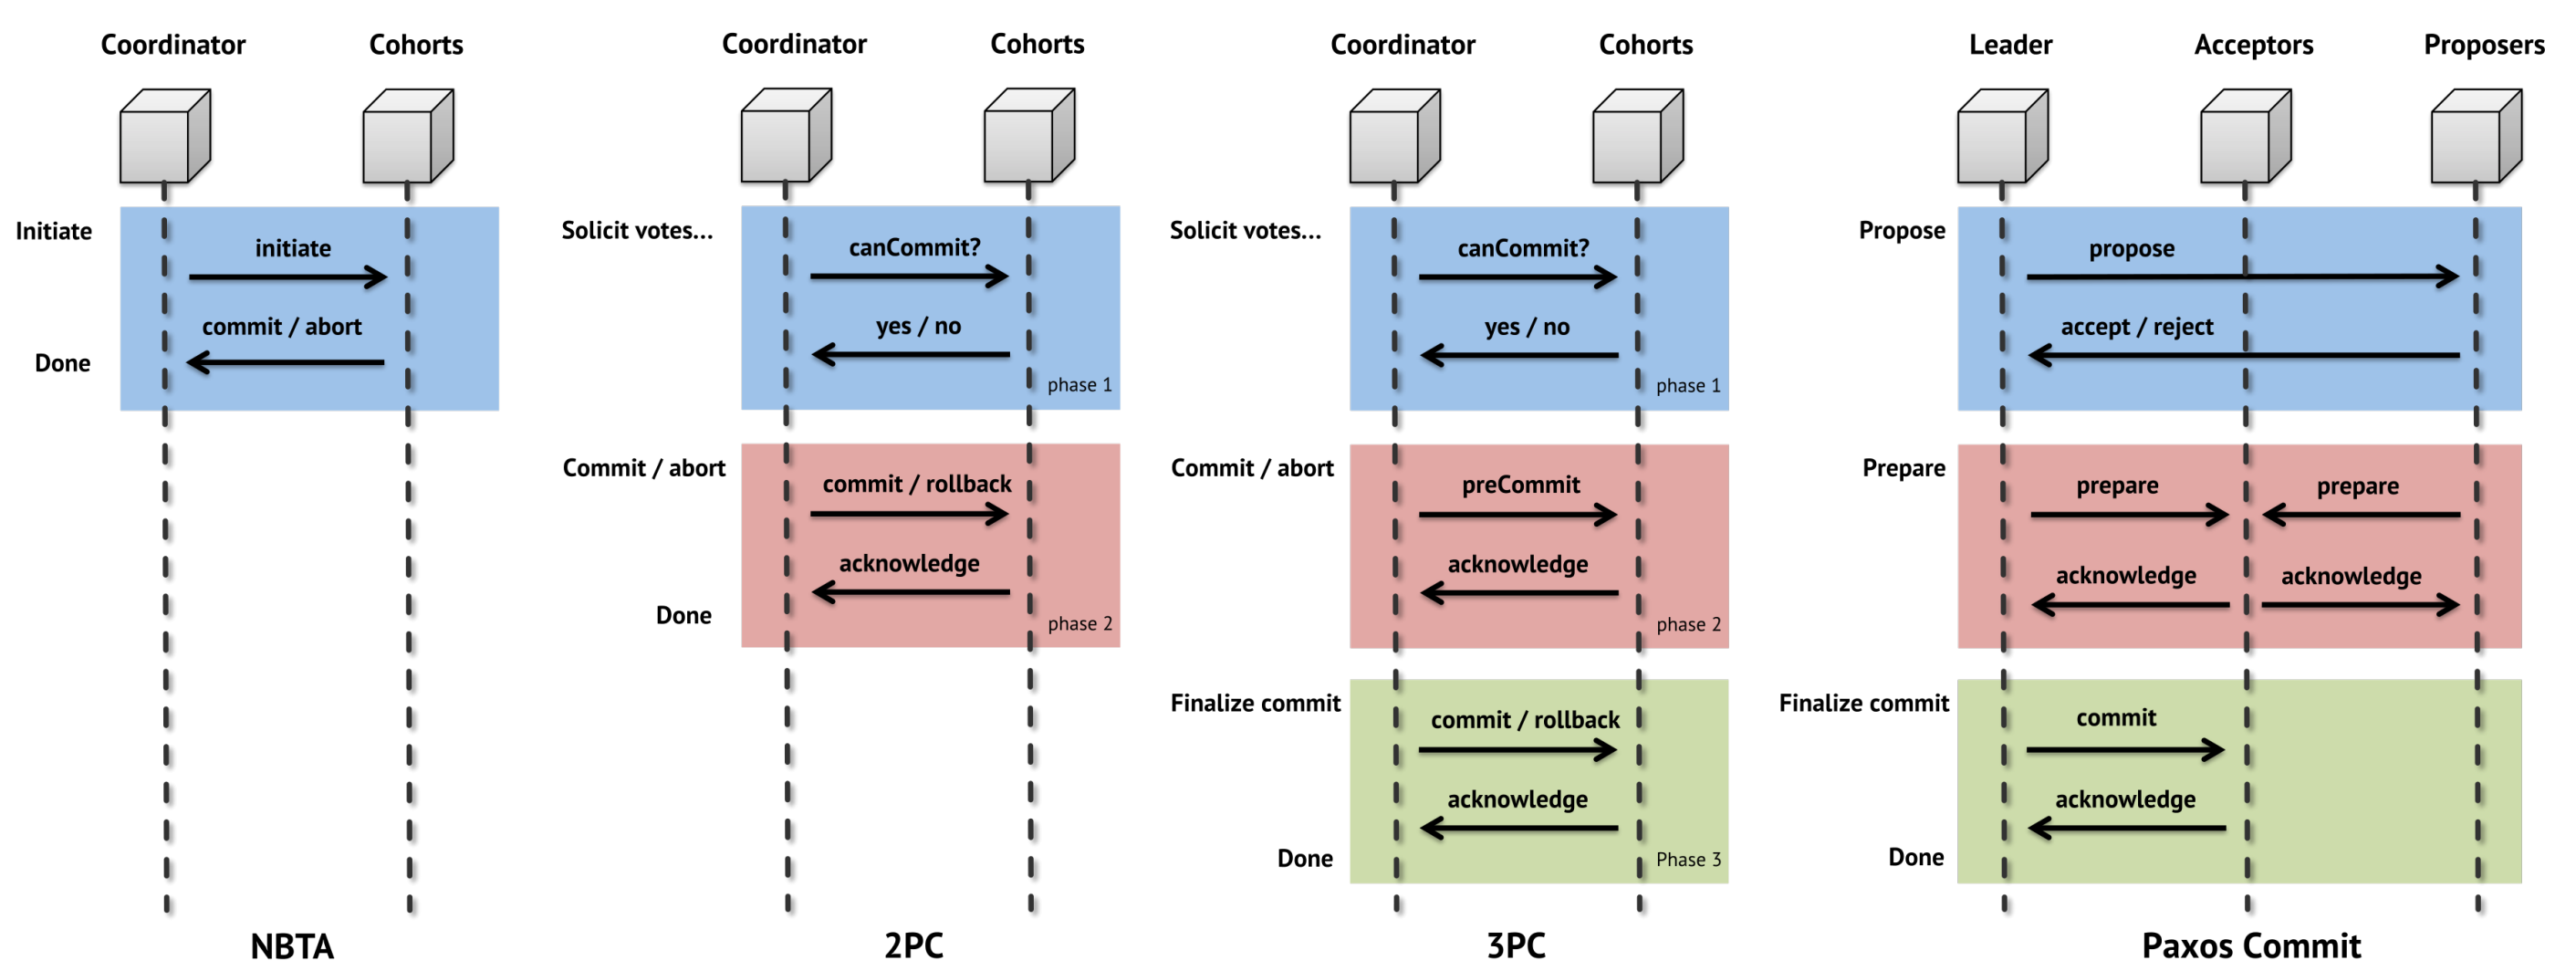 Coordinator
Cohorts
Initiate
initiate
commit / abort
Done
NBTA
Coordinator
Cohorts
Solicit votes...
canCommit?
yes / no
phase 1
Commit / abort
commit / rollback
acknowledge
Done
phase 2
2PC
Coordinator
Cohorts
Solicit votes...
canCommit?
yes / no
phase 1
Commit / abort
preCommit
acknowledge
phase 2
Finalize commit
commit / rollback
acknowledge
Done
Phase 3
3PC
Leader
Acceptors
Proposers
Propose
propose
accept / reject
Prepare
prepare
prepare
acknowledge
acknowledge
Finalize commit
commit
acknowledge
Done
Paxos Commit